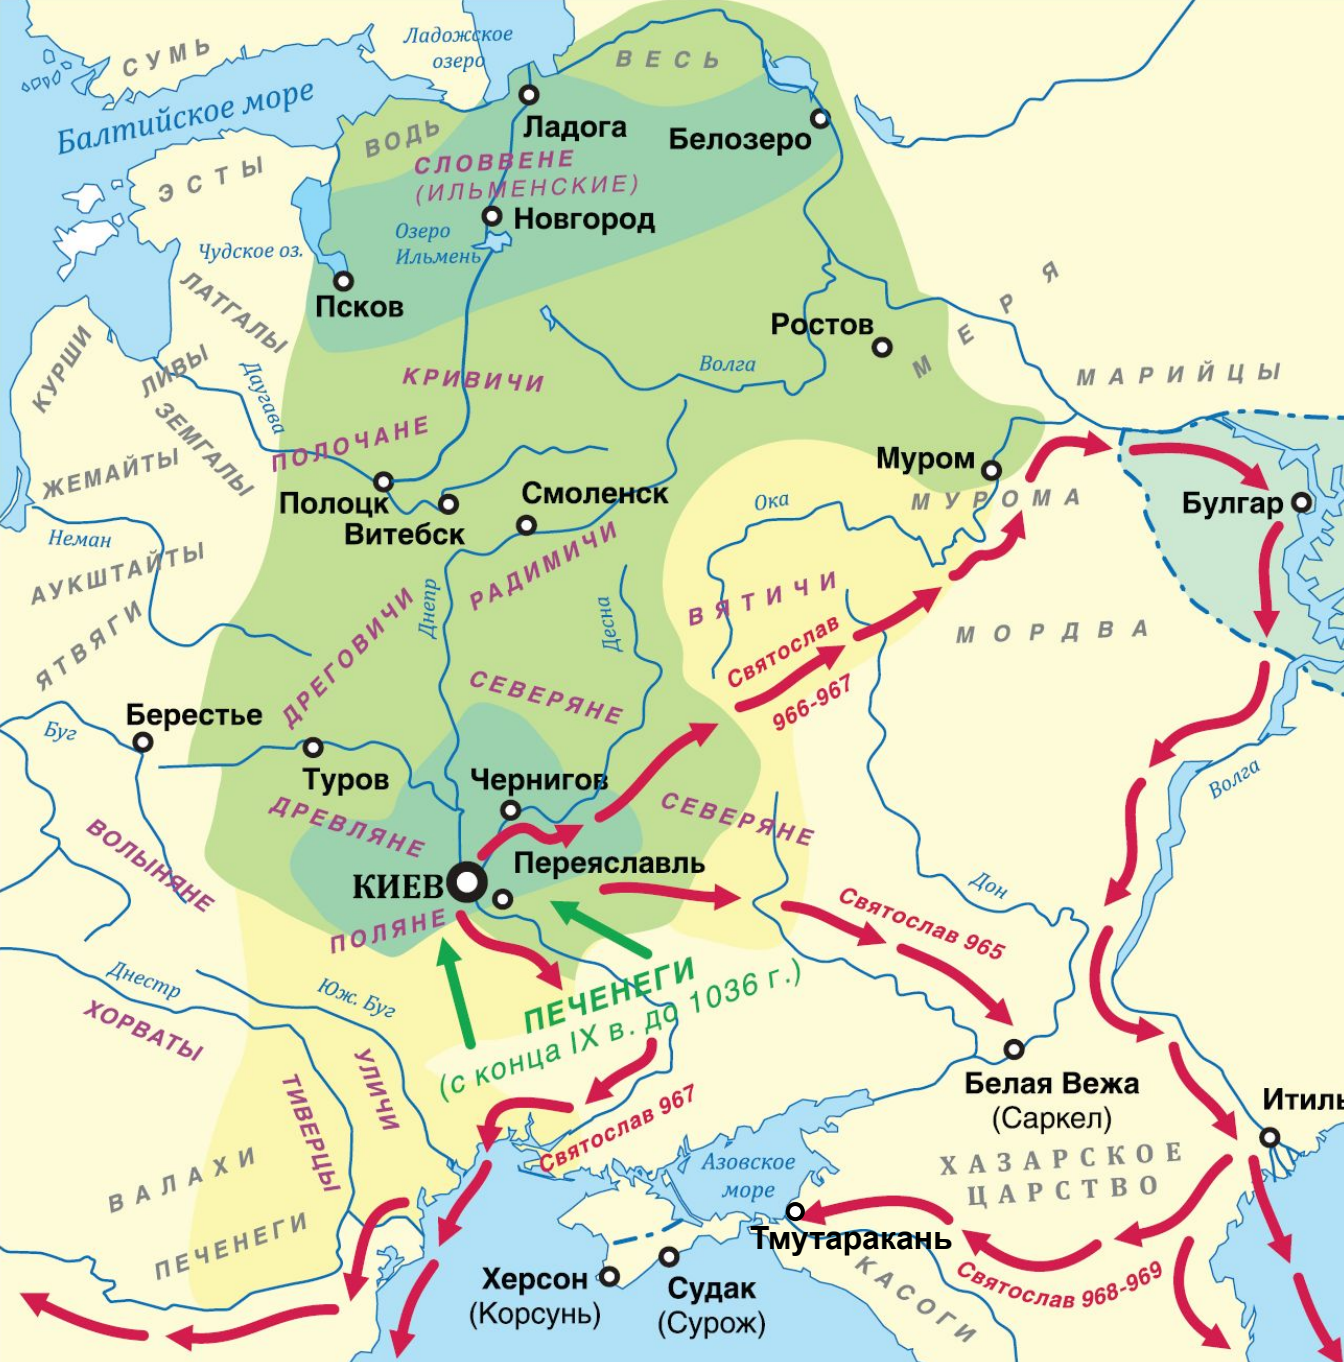 СУМЬ
Ладожское
озеро
ВЕСЬ
Балтийское море
ВОДЬ
Ладога
Белозеро
СЛОВВЕНЕ
(ИЛЬМЕНСКИЕ)
ЭСТЫ
Новгород
Озеро
Ильмень
Чудское оз.
Псков
ЛАТГАЛЫ
МЕРЯ
Ростов
КУРШИ
ЛИВЫ
Даугава
КРИВИЧИ
Волга
МАРИЙЦЫ
ЗЕМГАЛЫ
ПОЛОЧАНЕ
ЖЕМАЙТЫ
Муром
Полоцк
Смоленск
Ока
МУРОМА
Булгар
Витебск
Неман
АУКШТАЙТЫ
РАДИМИЧИ
Днепр
Десна
ВЯТИЧИ
ЯТВЯГИ
ДРЕГОВИЧИ
МОРДВА
Святослав
966-967
СЕВЕРЯНЕ
Берестье
Буг
Туров
Чернигов
Волга
ДРЕВЛЯНЕ
СЕВЕРЯНЕ
ВОЛЫНЯНЕ
Переяславль
КИЕВ
Дон
Святослав 965
ПОЛЯНЕ
Днестр
Юж. Буг
ПЕЧЕНЕГИ
(с конца IX в. до 1036 г.)
ХОРВАТЫ
УЛИЧИ
ТИВЕРЦЫ
Белая Вежа
(Саркел)
Итиль
Святослав 967
ВАЛАХИ
Азовское
море
ХАЗАРСКОЕ
ЦАРСТВО
ПЕЧЕНЕГИ
Тмутаракань
КАСОГИ
Святослав 968-969
Херсон
(Корсунь)
Судак
(Сурож)